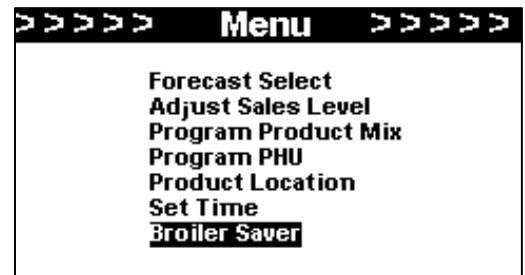 >>>>> Menu >>>>>
Forecast Select
Adjust Sales Level
Program Product Mix
Program PHU
Product Location
Set Time
Broiler Saver